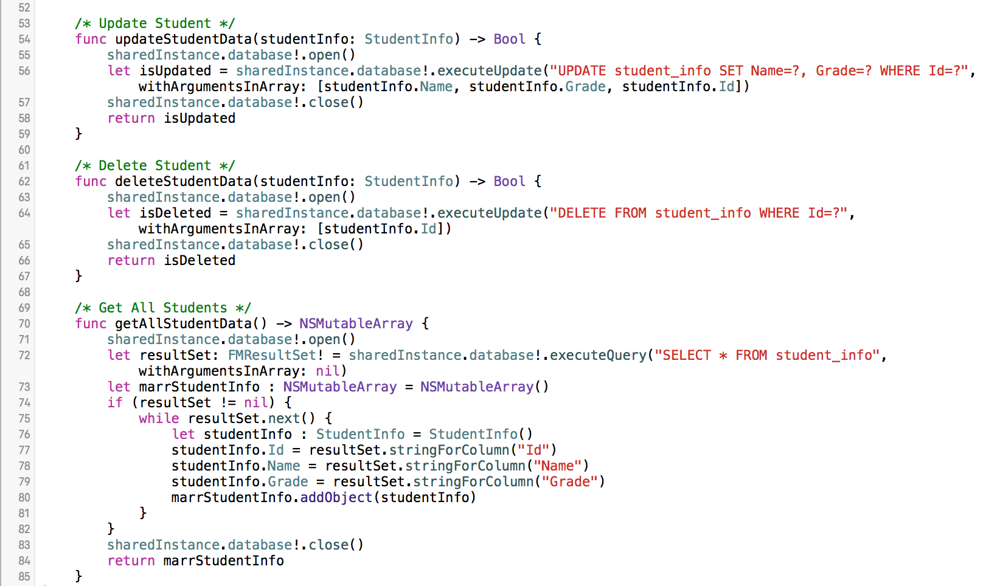 52
53 /* Update Student */
54 func updateStudentData(studentInfo: StudentInfo) -> Bool {
55 sharedInstance.database!.open()
56 let isUpdated = sharedInstance.database!.executeUpdate("UPDATE student_info SET Name=?, Grade=? WHERE Id=?",
withArgumentsInArray: [studentInfo.Name, studentInfo.Grade, studentInfo.Id])
57 sharedInstance.database!.close()
58 return isUpdated
59 }
60
61 /* Delete Student */
62 func deleteStudentData(studentInfo: StudentInfo) -> Bool {
63 sharedInstance.database!.open()
64 let isDeleted = sharedInstance.database!.executeUpdate("DELETE FROM student_info WHERE Id=?",
withArgumentsInArray: [studentInfo.Id])
65 sharedInstance.database!.close()
66 return isDeleted
67 }
68
69 /* Get All Students */
70 func getAllStudentData() -> NSMutableArray {
71 sharedInstance.database!.open()
72 let resultSet: FMResultSet! = sharedInstance.database!.executeQuery("SELECT * FROM student_info",
withArgumentsInArray: nil)
73 let marrStudentInfo : NSMutableArray = NSMutableArray()
74 if (resultSet != nil) {
75 while resultSet.next() {
76 let studentInfo : StudentInfo = StudentInfo()
77 studentInfo.Id = resultSet.stringForColumn("Id")
78 studentInfo.Name = resultSet.stringForColumn("Name")
79 studentInfo.Grade = resultSet.stringForColumn("Grade")
80 marrStudentInfo.addObject(studentInfo)
81 }
82 }
83 sharedInstance.database!.close()
84 return marrStudentInfo
85 }